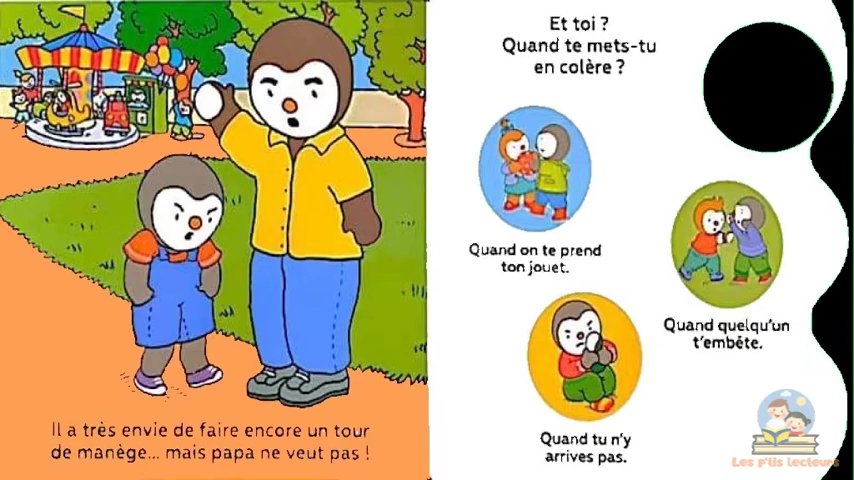 Il a très envie de faire encore un tour
de manège... mais papa ne veut pas !
Et toi ?
Quand te mets-tu
en colère ?
Quand on te prend
ton jouet.
Quand quelqu'un
t'embête.
Quand tu n'y
arrives pas.
Les p'tis lecteurs